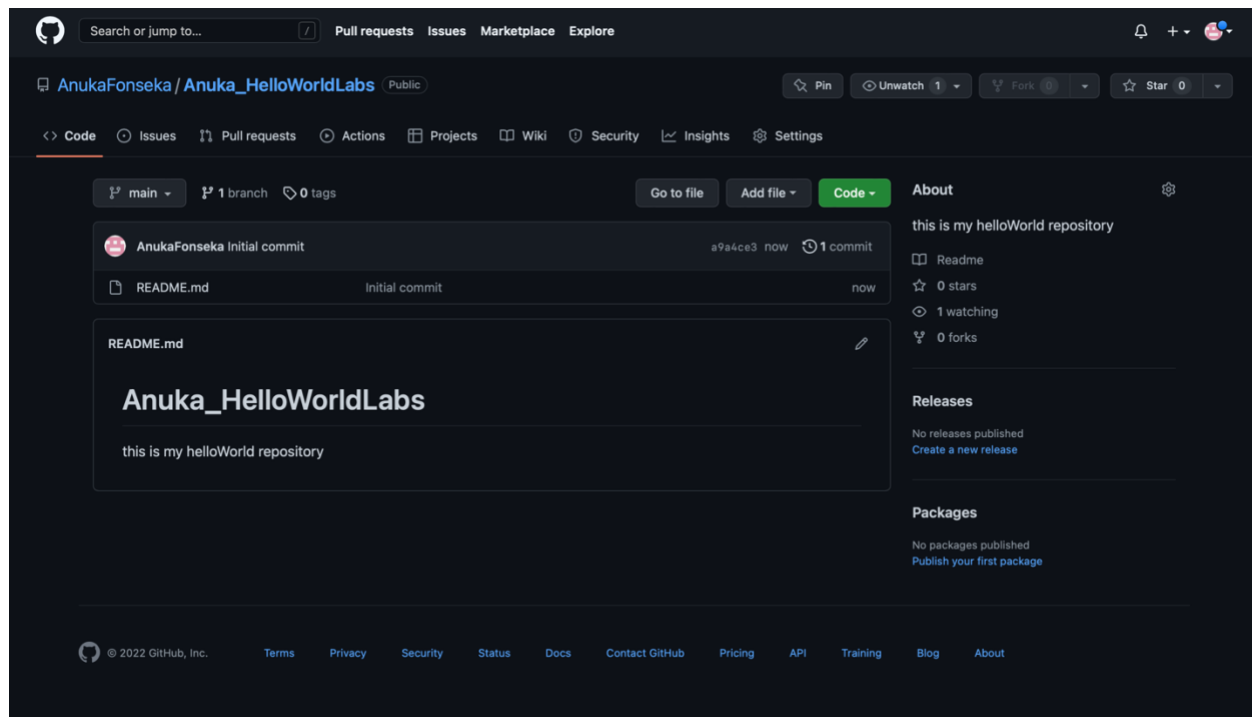 Search or jump to... / Pull requests Issues Marketplace Explore
AnukaFonseka / Anuka_HelloWorldLabs Public Pin Unwatch 1 Fork 0 Star 0
Code Issues Pull requests Actions Projects Wiki Security Insights Settings
main 1 branch 0 tags Go to file Add file Code
AnukaFonseka Initial commit a9a4ce3 now 1 commit
README.md Initial commit now
README.md
Anuka_HelloWorldLabs
this is my helloWorld repository
About
this is my helloWorld repository
Readme
0 stars
1 watching
0 forks
Releases
No releases published
Create a new release
Packages
No packages published
Publish your first package
© 2022 GitHub, Inc. Terms Privacy Security Status Docs Contact GitHub Pricing API Training Blog About